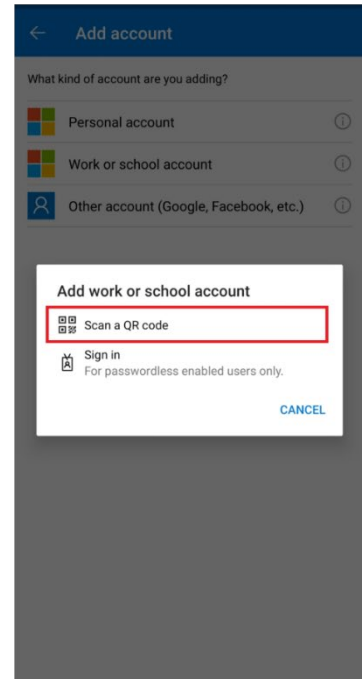 Add account
What kind of account are you adding?
Personal account
Work or school account
Other account (Google, Facebook, etc.)
Add work or school account
Scan a QR code
Sign in
For passwordless enabled users only.
CANCEL